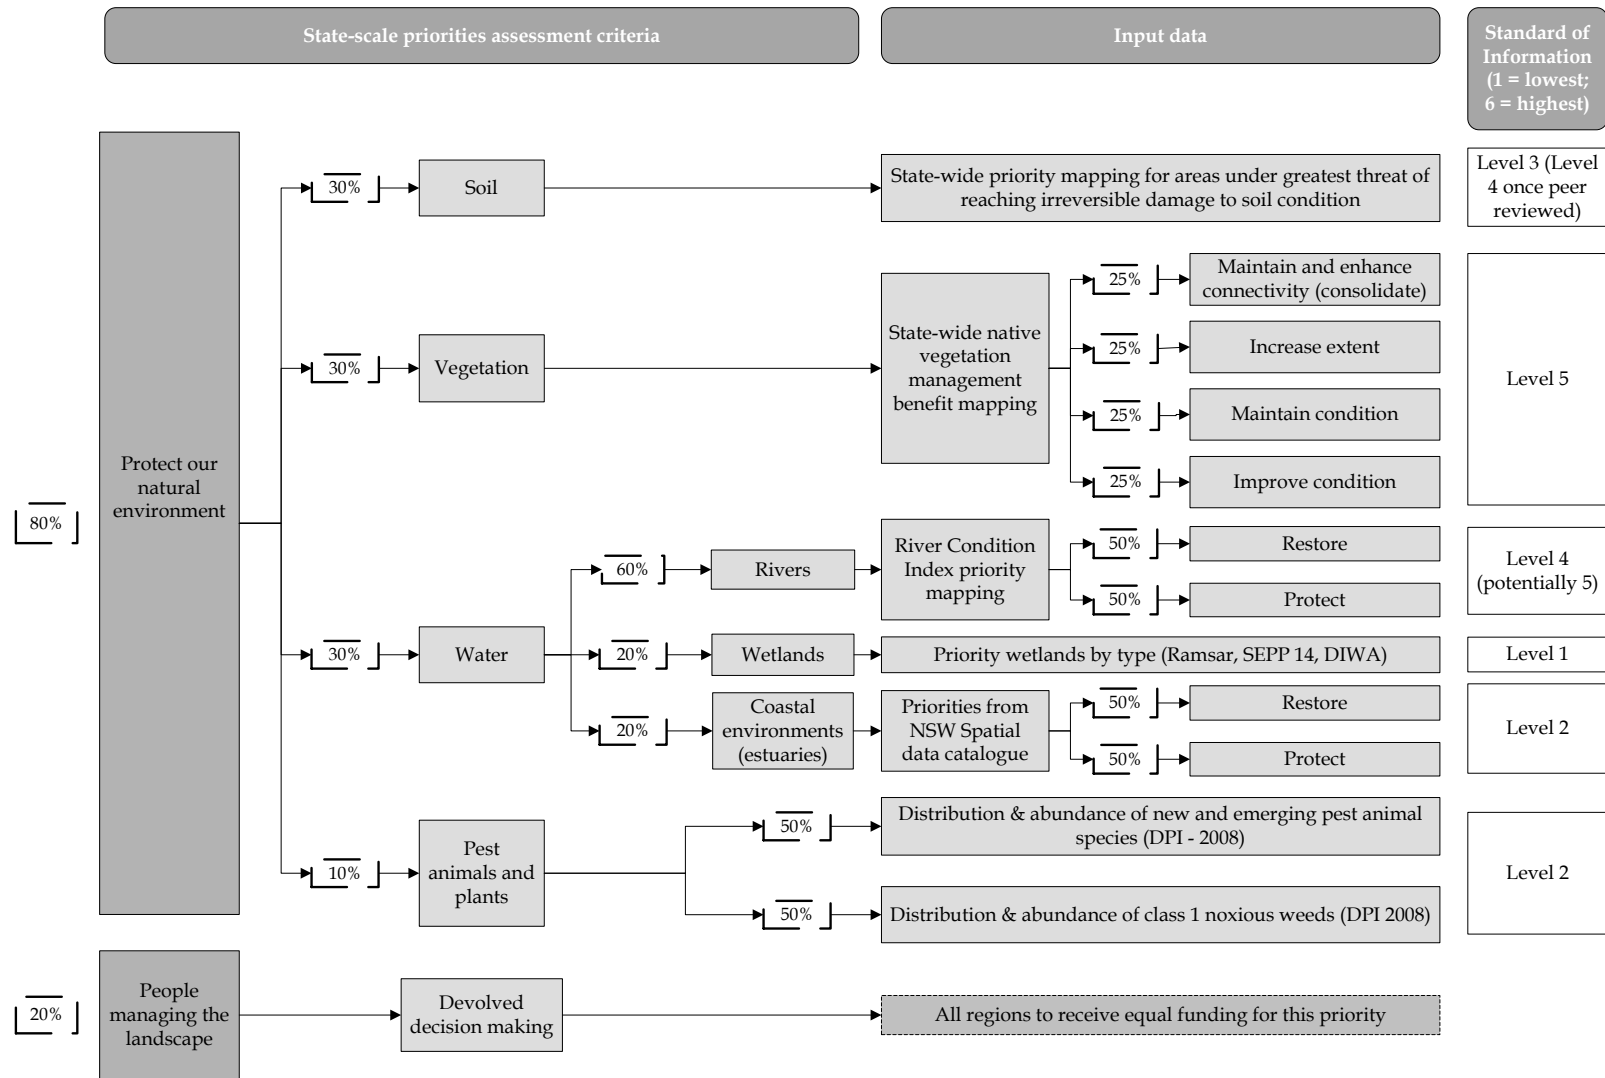 State-scale priorities assessment criteria
Input data
Standard of
Information
(1 = lowest;
6 = highest)
80%
Protect our
natural
environment
30%
Soil
State-wide priority mapping for areas under greatest threat of
reaching irreversible damage to soil condition
Level 3 (Level
4 once peer
reviewed)
30%
Vegetation
State-wide native
vegetation
management
benefit mapping
25%
Maintain and enhance
connectivity (consolidate)
25%
Increase extent
25%
Maintain condition
25%
Improve condition
Level 5
30%
Water
60%
Rivers
River Condition
Index priority
mapping
50%
Restore
50%
Protect
Level 4
(potentially 5)
20%
Wetlands
Priority wetlands by type (Ramsar, SEPP 14, DIWA)
Level 1
20%
Coastal
environments
(estuaries)
Priorities from
NSW Spatial
data catalogue
50%
Restore
50%
Protect
Level 2
10%
Pest
animals and
plants
50%
Distribution & abundance of new and emerging pest animal
species (DPI - 2008)
50%
Distribution & abundance of class 1 noxious weeds (DPI 2008)
Level 2
20%
People
managing the
landscape
Devolved
decision making
All regions to receive equal funding for this priority